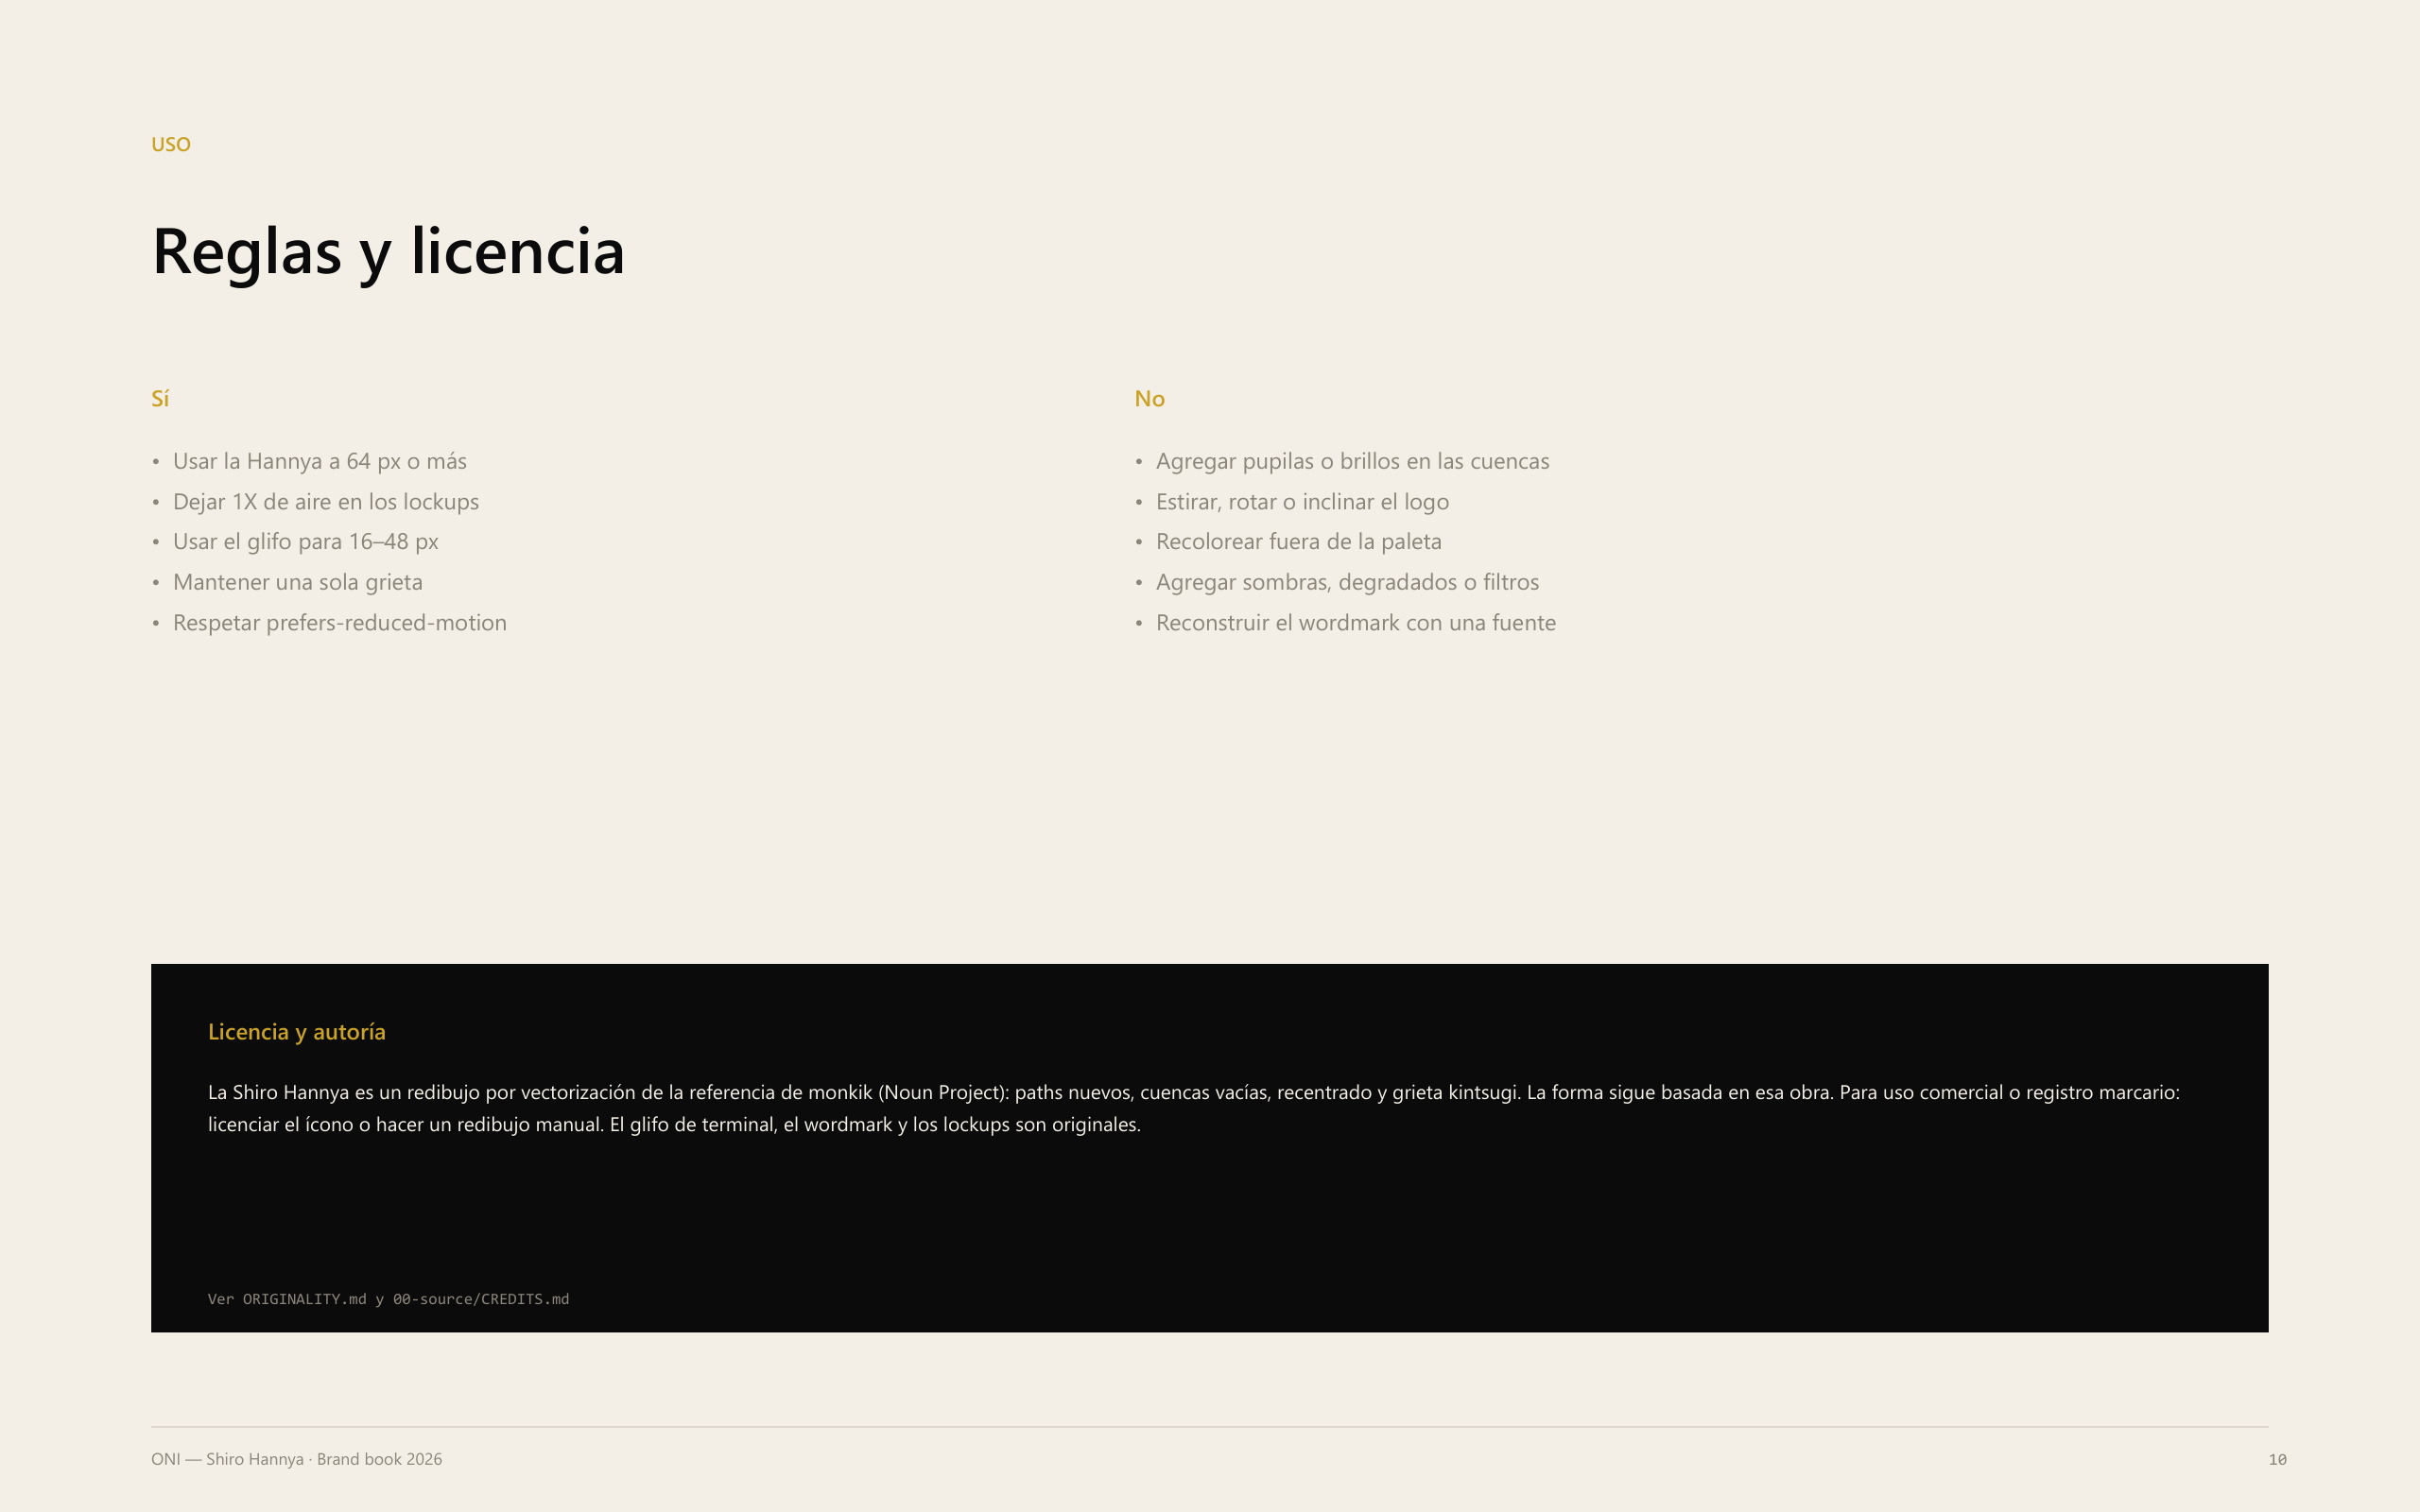 USO
Reglas y licencia
Sí
• Usar la Hannya a 64 px o más
• Dejar 1X de aire en los lockups
• Usar el glifo para 16–48 px
• Mantener una sola grieta
• Respetar prefers-reduced-motion
No
• Agregar pupilas o brillos en las cuencas
• Estirar, rotar o inclinar el logo
• Recolorear fuera de la paleta
• Agregar sombras, degradados o filtros
• Reconstruir el wordmark con una fuente
Licencia y autoría
La Shiro Hannya es un redibujo por vectorización de la referencia de monkik (Noun Project): paths nuevos, cuencas vacías, recentrado y grieta kintsugi. La forma sigue basada en esa obra. Para uso comercial o registro marcario:
licenciar el ícono o hacer un redibujo manual. El glifo de terminal, el wordmark y los lockups son originales.
Ver ORIGINALITY.md y 00-source/CREDITS.md
ONI — Shiro Hannya · Brand book 2026
10